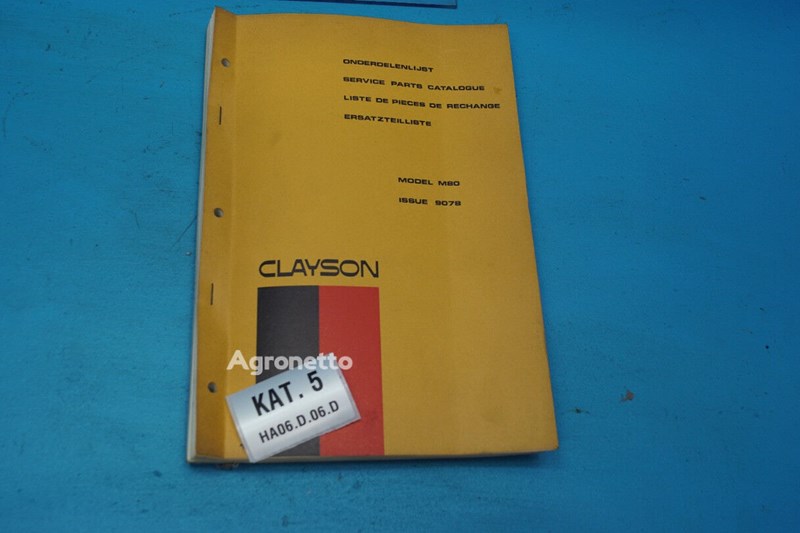 ONDERDELENLIJST
SERVICE PARTS CATALOGUE
LISTE DE PIECES DE RECHANGE
ERSATZTEILLISTE
MODEL M80
ISSUE 9078
CLAYSON
Agronetto
KAT. 5
HA06.D.06.D